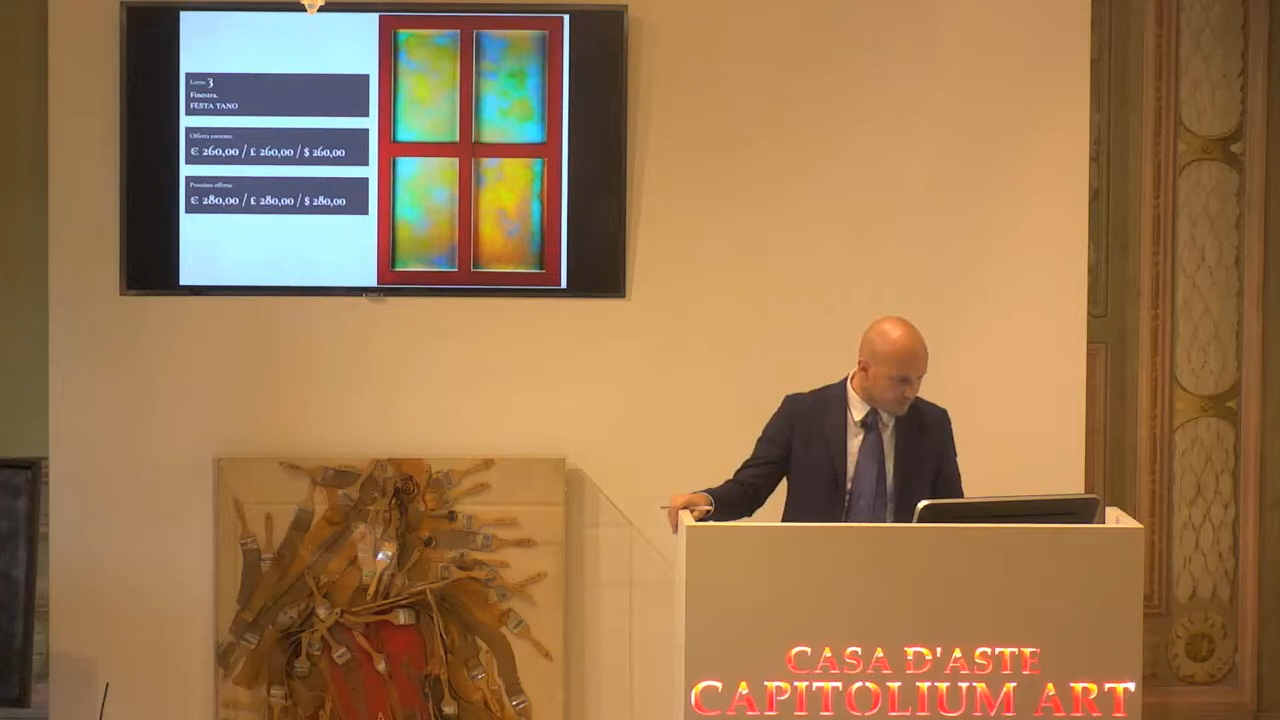 Lotto: 3
Finestra.
FESTA TANO
Offerta corrente:
€ 260,00 / £ 260,00 / $ 260,00
Prossima offerta:
€ 280,00 / £ 280,00 / $ 280,00
CASA D'ASTE
CAPITOLIUM ART